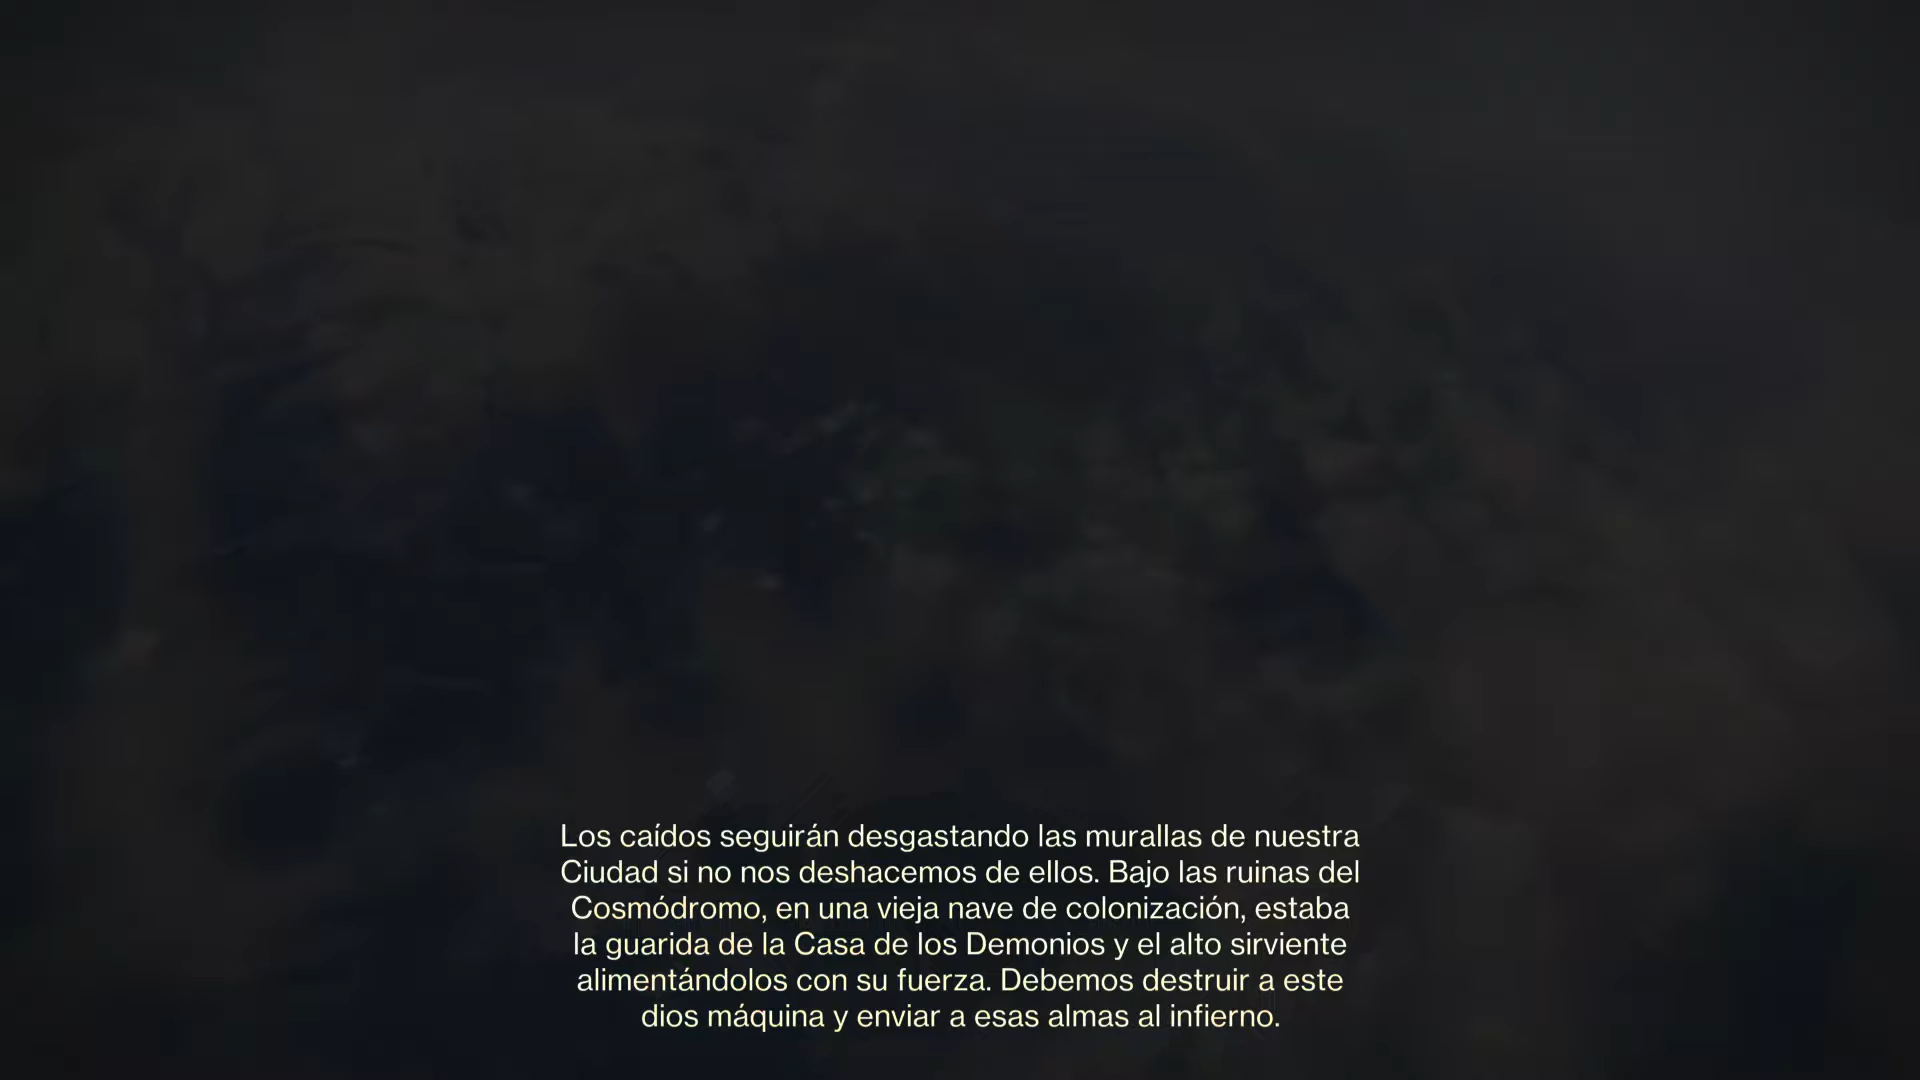 Los caídos seguirán desgastando las murallas de nuestra
Ciudad si no nos deshacemos de ellos. Bajo las ruinas del
Cosmódromo, en una vieja nave de colonización, estaba
la guarida de la Casa de los Demonios y el alto sirviente
alimentándolos con su fuerza. Debemos destruir a este
dios máquina y enviar a esas almas al infierno.